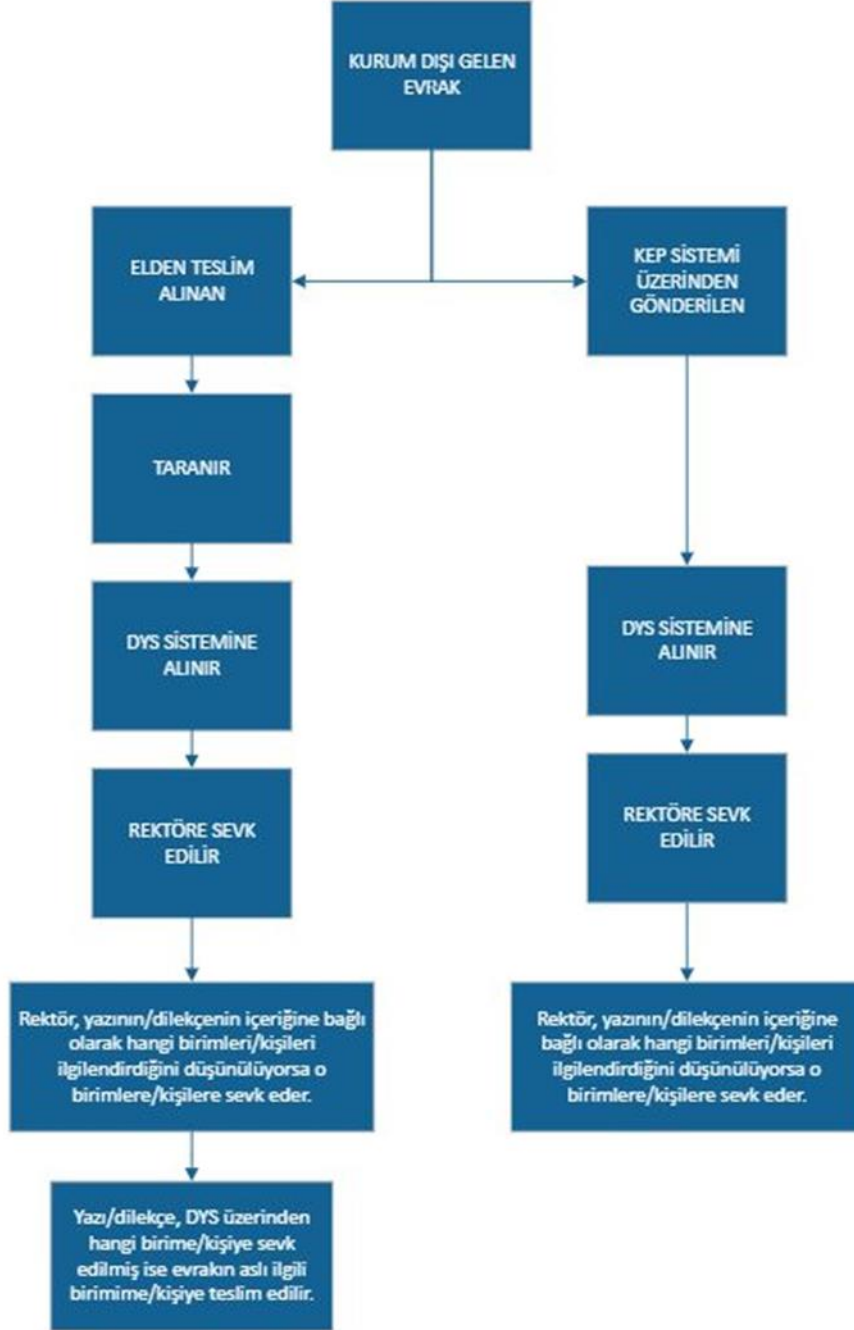 KURUM DIŞI GELEN
EVRAK
ELDEN TESLİM
ALINAN
KEP SİSTEMİ
ÜZERİNDEN
GÖNDERİLEN
TARANIR
DYS SİSTEMİNE
ALINIR
DYS SİSTEMİNE
ALINIR
REKTÖRE SEVK
EDİLİR
REKTÖRE SEVK
EDİLİR
Rektör, yazının/dilekçenin içeriğine bağlı
olarak hangi birimleri/kişileri
ilgilendirdiğini düşünülüyorsa o
birimlere/kişilere sevk eder.
Rektör, yazının/dilekçenin içeriğine
bağlı olarak hangi birimleri/kişileri
ilgilendirdiğini düşünülüyorsa o
birimlere/kişilere sevk eder.
Yazı/dilekçe, DYS üzerinden
hangi birime/kişiye sevk
edilmiş ise evrakın aslı ilgili
birimime/kişiye teslim edilir.